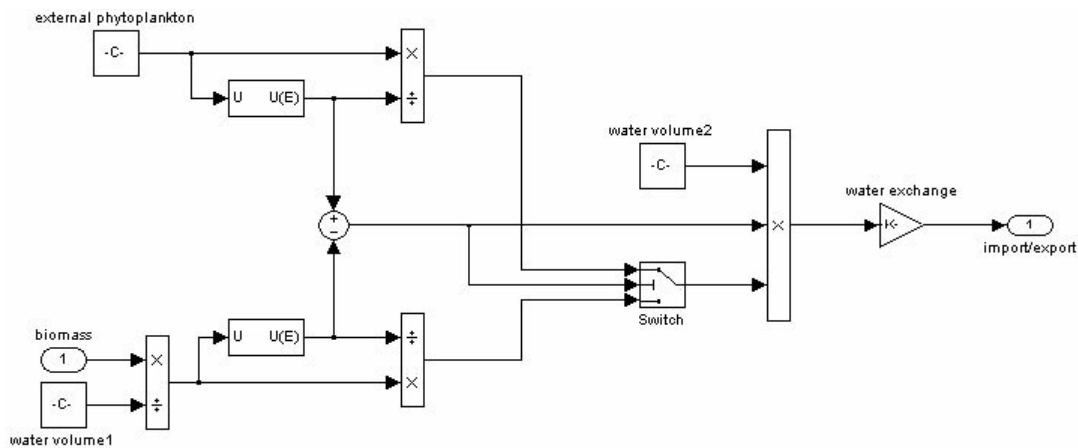 external phytoplankton
-C-
×
÷
U U(E)
water volume2
-C-
+
−
×
water exchange
-K-
1
import/export
Switch
biomass
1
×
÷
-C-
water volume1
U U(E)
÷
×